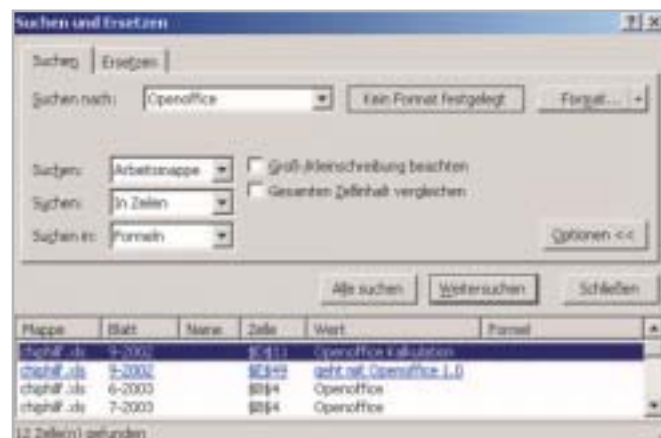 Suchen und Ersetzen
Suchen Ersetzen
Suchen nach: Openoffice Kein Format festgelegt Format...
Suchen: Arbeitsmappe Groß-/Kleinschreibung beachten
Suchen: In Zeilen Gesamten Zellinhalt vergleichen
Suchen in: Formeln
Optionen <<
Alle suchen Weitersuchen Schließen
Mappe Blatt Name Zelle Wert Formel
9-2002 Openoffice Kalkulation
9-2002 $E$49 geht mit Openoffice 1.0
6-2003 $B$4 Openoffice
7-2003 $B$4 Openoffice
12 Zelle(n) gefunden